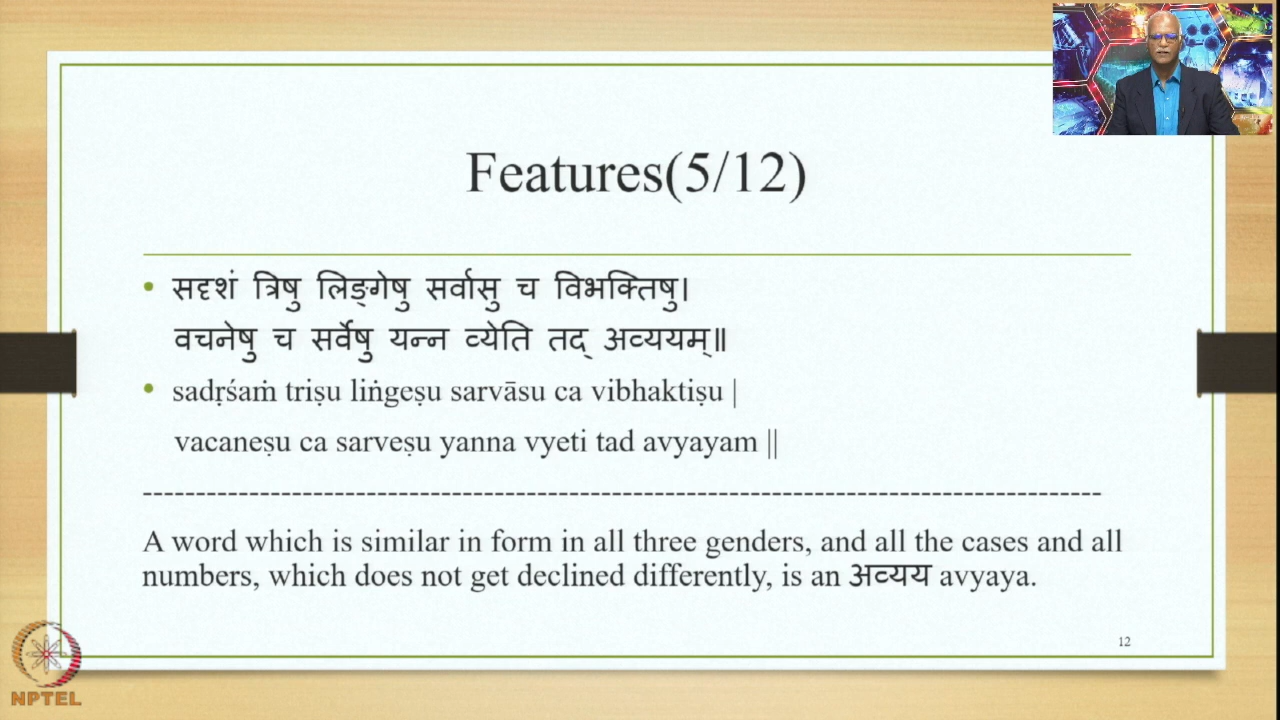 Features(5/12)
• सदृशं त्रिषु लिङ्गेषु सर्वासु च विभक्तिषु।
वचनेषु च सर्वेषु यन्न व्येति तद् अव्ययम्॥
• sadṛśaṁ triṣu liṅgeṣu sarvāsu ca vibhaktiṣu |
vacaneṣu ca sarveṣu yanna vyeti tad avyayam ||
------------------------------------------------------------------------------------------
A word which is similar in form in all three genders, and all the cases and all
numbers, which does not get declined differently, is an अव्यय avyaya.
12
NPTEL